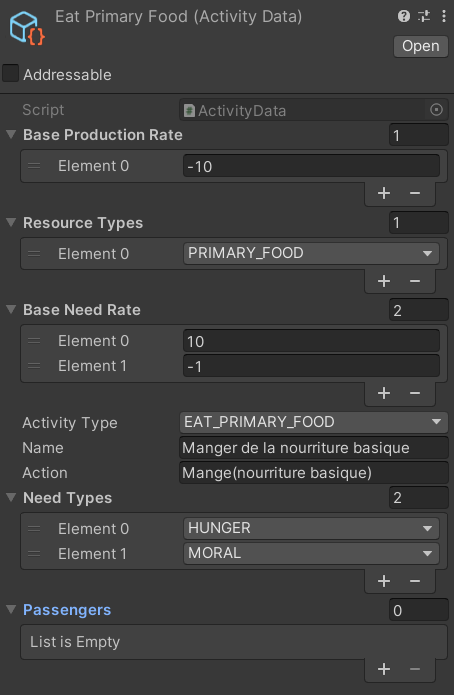 Eat Primary Food (Activity Data)
Open
Addressable
Script ActivityData
Base Production Rate 1
Element 0 -10
Resource Types 1
Element 0 PRIMARY_FOOD
Base Need Rate 2
Element 0 10
Element 1 -1
Activity Type EAT_PRIMARY_FOOD
Name Manger de la nourriture basique
Action Mange(nourriture basique)
Need Types 2
Element 0 HUNGER
Element 1 MORAL
Passengers 0
List is Empty